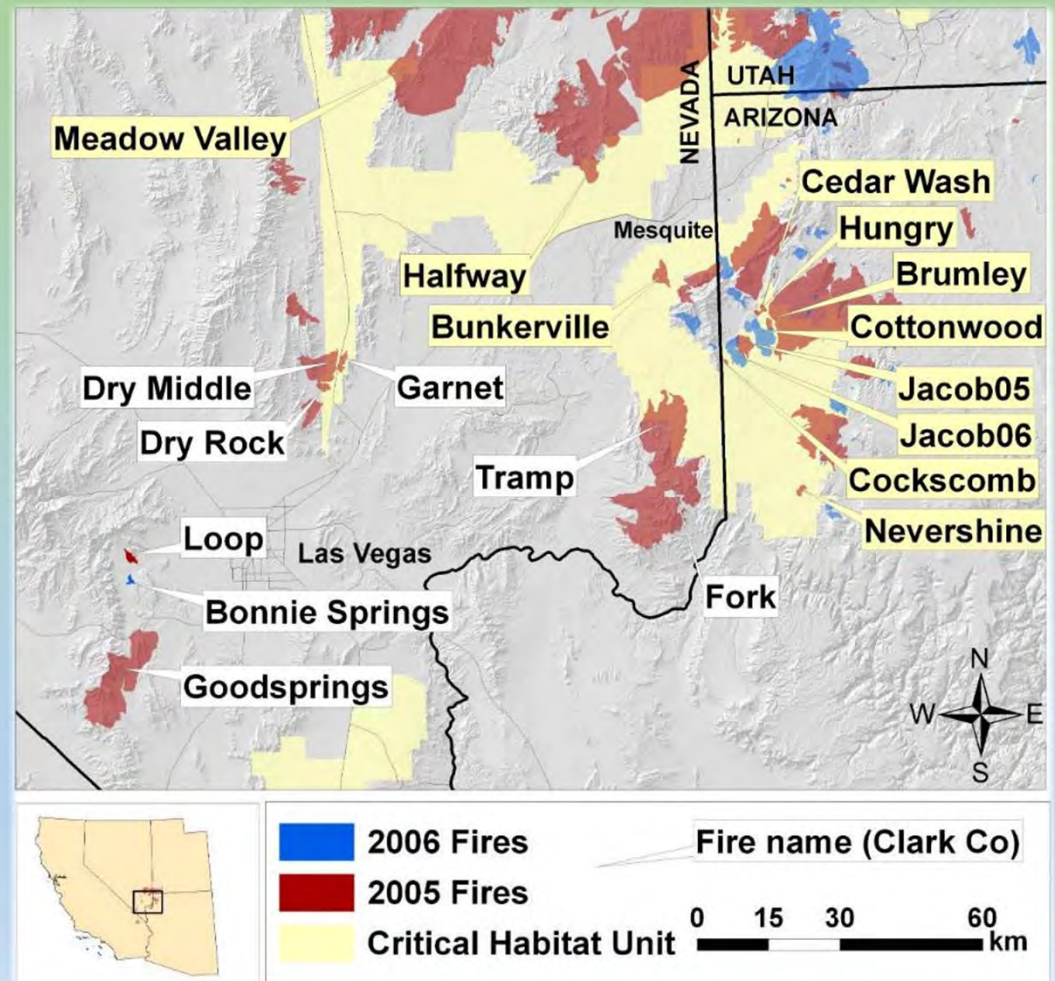 UTAH
NEVADA
ARIZONA
Meadow Valley
Cedar Wash
Mesquite
Hungry
Halfway
Brumley
Bunkerville
Cottonwood
Dry Middle
Garnet
Jacob05
Dry Rock
Jacob06
Tramp
Cockscomb
Nevershine
Loop
Las Vegas
Fork
Bonnie Springs
Goodsprings
N
W
E
S
2006 Fires
Fire name (Clark Co)
2005 Fires
0 15 30 60
km
Critical Habitat Unit